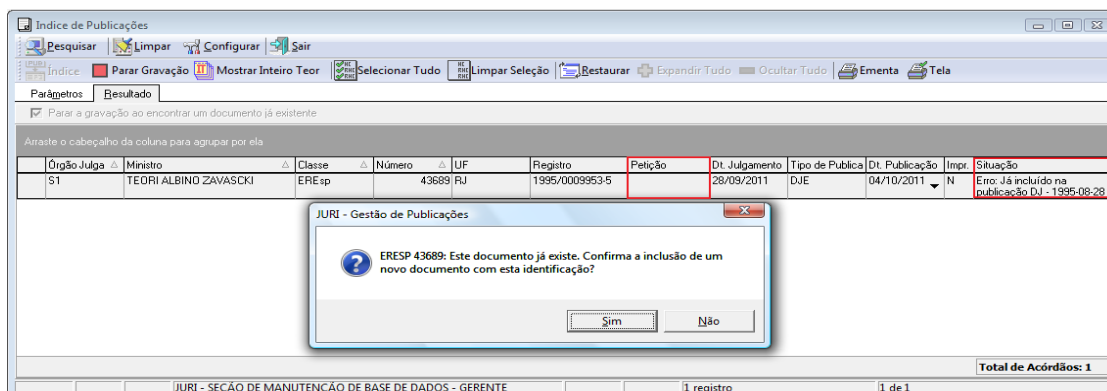 Indice de Publicações
Pesquisar Limpar Configurar Sair
Índice Parar Gravação Mostrar Inteiro Teor Selecionar Tudo Limpar Seleção Restaurar Expandir Tudo Ocultar Tudo Ementa Tela
Parâmetros Resultado
Parar a gravação ao encontrar um documento já existente
Arraste o cabeçalho da coluna para agrupar por ela
Órgão Julga Ministro Classe Número UF Registro Petição Dt. Julgamento Tipo de Publica Dt. Publicação Impr. Situação
S1 TEORI ALBINO ZAVASCKI EREsp 43689 RJ 1995/0009953-5 28/09/2011 DJE 04/10/2011 N Erro: Já incluído na
publicação DJ - 1995-08-28
JURI - Gestão de Publicações
ERESP 43689: Este documento já existe. Confirma a inclusão de um
novo documento com esta identificação?
Sim Não
Total de Acórdãos: 1
JURI - SEÇÃO DE MANUTENÇÃO DE BASE DE DADOS - GERENTE 1 registro 1 de 1